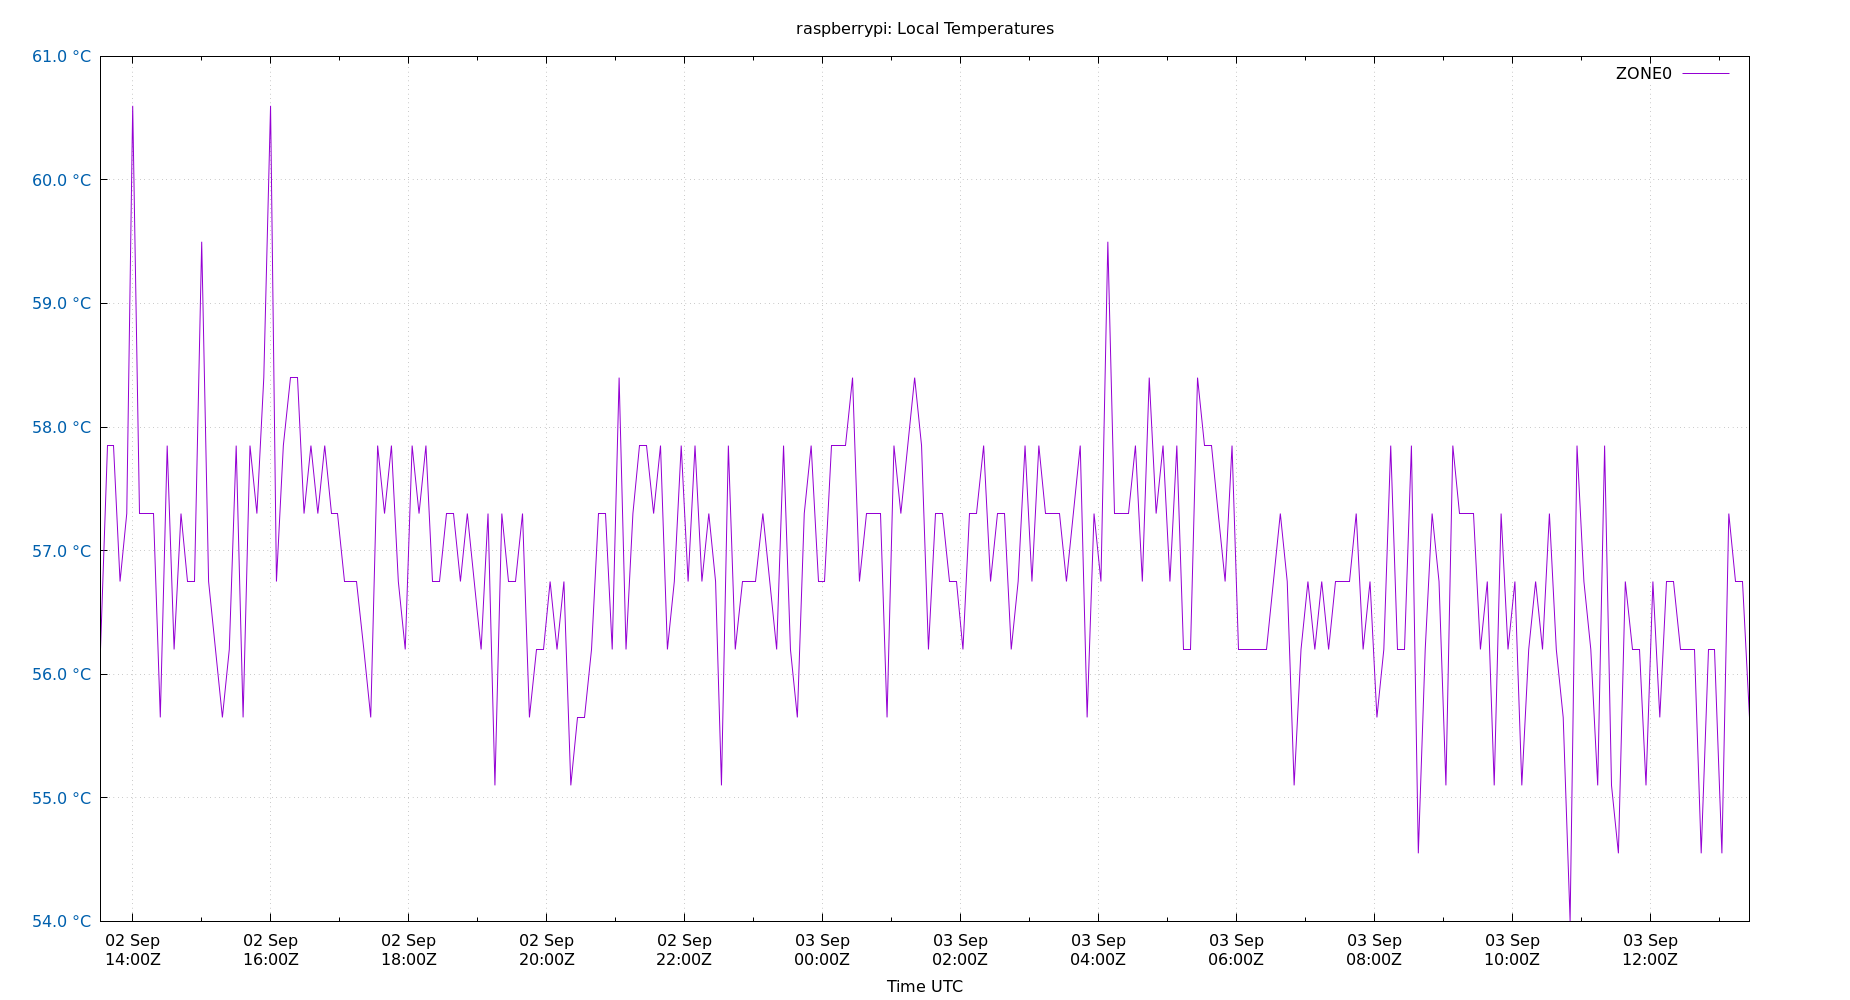 raspberrypi: Local Temperatures
61.0 °C
ZONE0
60.0 °C
59.0 °C
58.0 °C
57.0 °C
56.0 °C
55.0 °C
54.0 °C
02 Sep 02 Sep 02 Sep 02 Sep 02 Sep 03 Sep 03 Sep 03 Sep 03 Sep 03 Sep 03 Sep 03 Sep
14:00Z 16:00Z 18:00Z 20:00Z 22:00Z 00:00Z 02:00Z 04:00Z 06:00Z 08:00Z 10:00Z 12:00Z
Time UTC